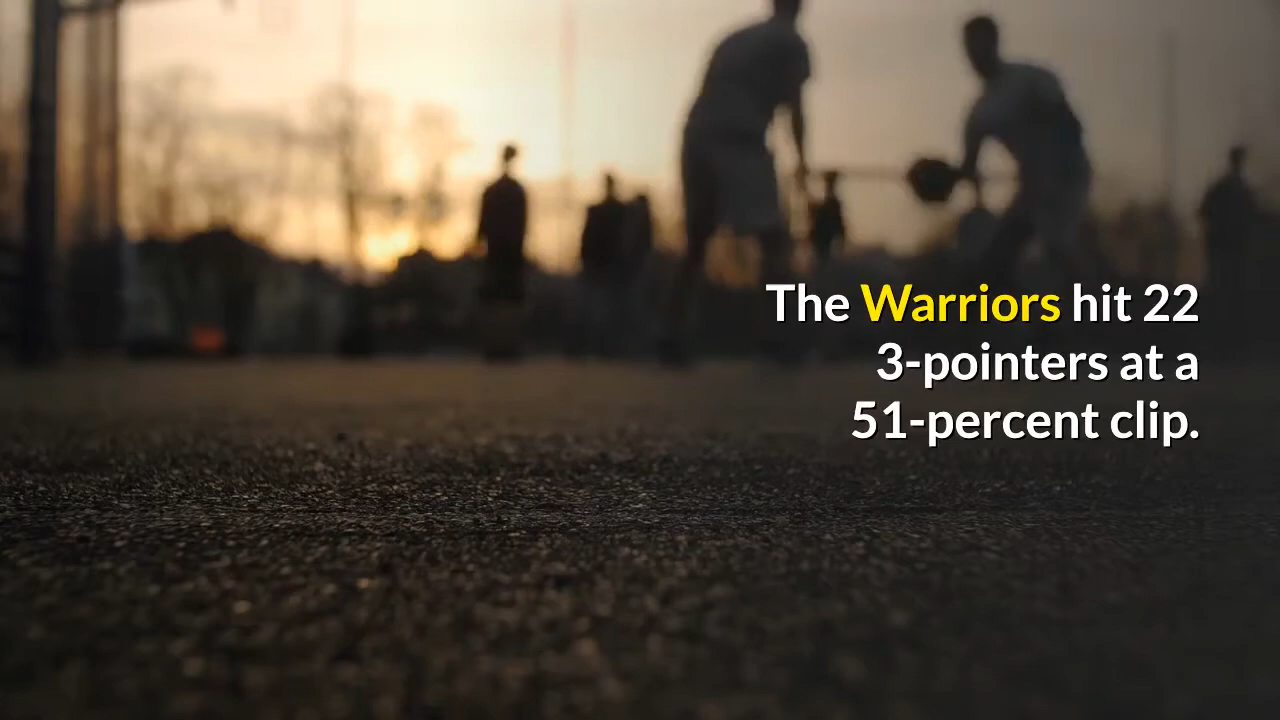 The Warriors hit 22
3-pointers at a
51-percent clip.